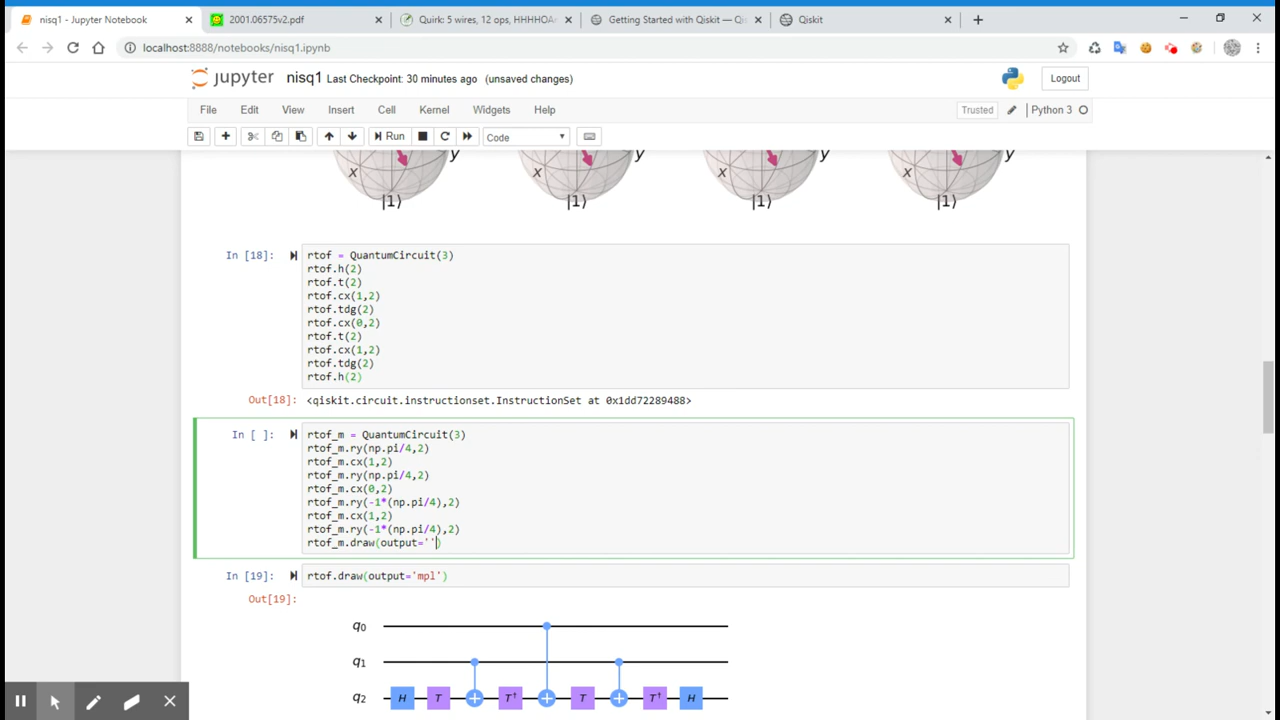 nisq1 - Jupyter Notebook
2001.06575v2.pdf
Quirk: 5 wires, 12 ops, HHHHOA
Getting Started with Qiskit — Qis
Qiskit
localhost:8888/notebooks/nisq1.ipynb
jupyter nisq1 Last Checkpoint: 30 minutes ago (unsaved changes)
Logout
File Edit View Insert Cell Kernel Widgets Help
Trusted Python 3
Run Code
y y y y
x x x x
|1⟩ |1⟩ |1⟩ |1⟩
In [18]: rtof = QuantumCircuit(3)
rtof.h(2)
rtof.t(2)
rtof.cx(1,2)
rtof.tdg(2)
rtof.cx(0,2)
rtof.t(2)
rtof.cx(1,2)
rtof.tdg(2)
rtof.h(2)
Out[18]: <qiskit.circuit.instructionset.InstructionSet at 0x1dd72289488>
In [ ]: rtof_m = QuantumCircuit(3)
rtof_m.ry(np.pi/4,2)
rtof_m.cx(1,2)
rtof_m.ry(np.pi/4,2)
rtof_m.cx(0,2)
rtof_m.ry(-1*(np.pi/4),2)
rtof_m.cx(1,2)
rtof_m.ry(-1*(np.pi/4),2)
rtof_m.draw(output='')
In [19]: rtof.draw(output='mpl')
Out[19]:
q0
q1
q2 H T T† T T† H